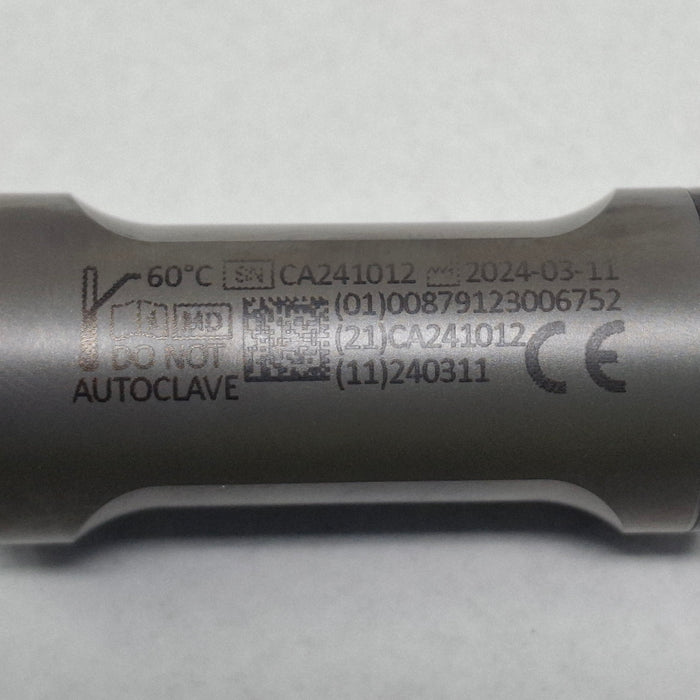 60°C SN CA241012 2024-03-11
(01)00879123006752
MD (21)CA241012
DO NOT
AUTOCLAVE (11)240311
CE